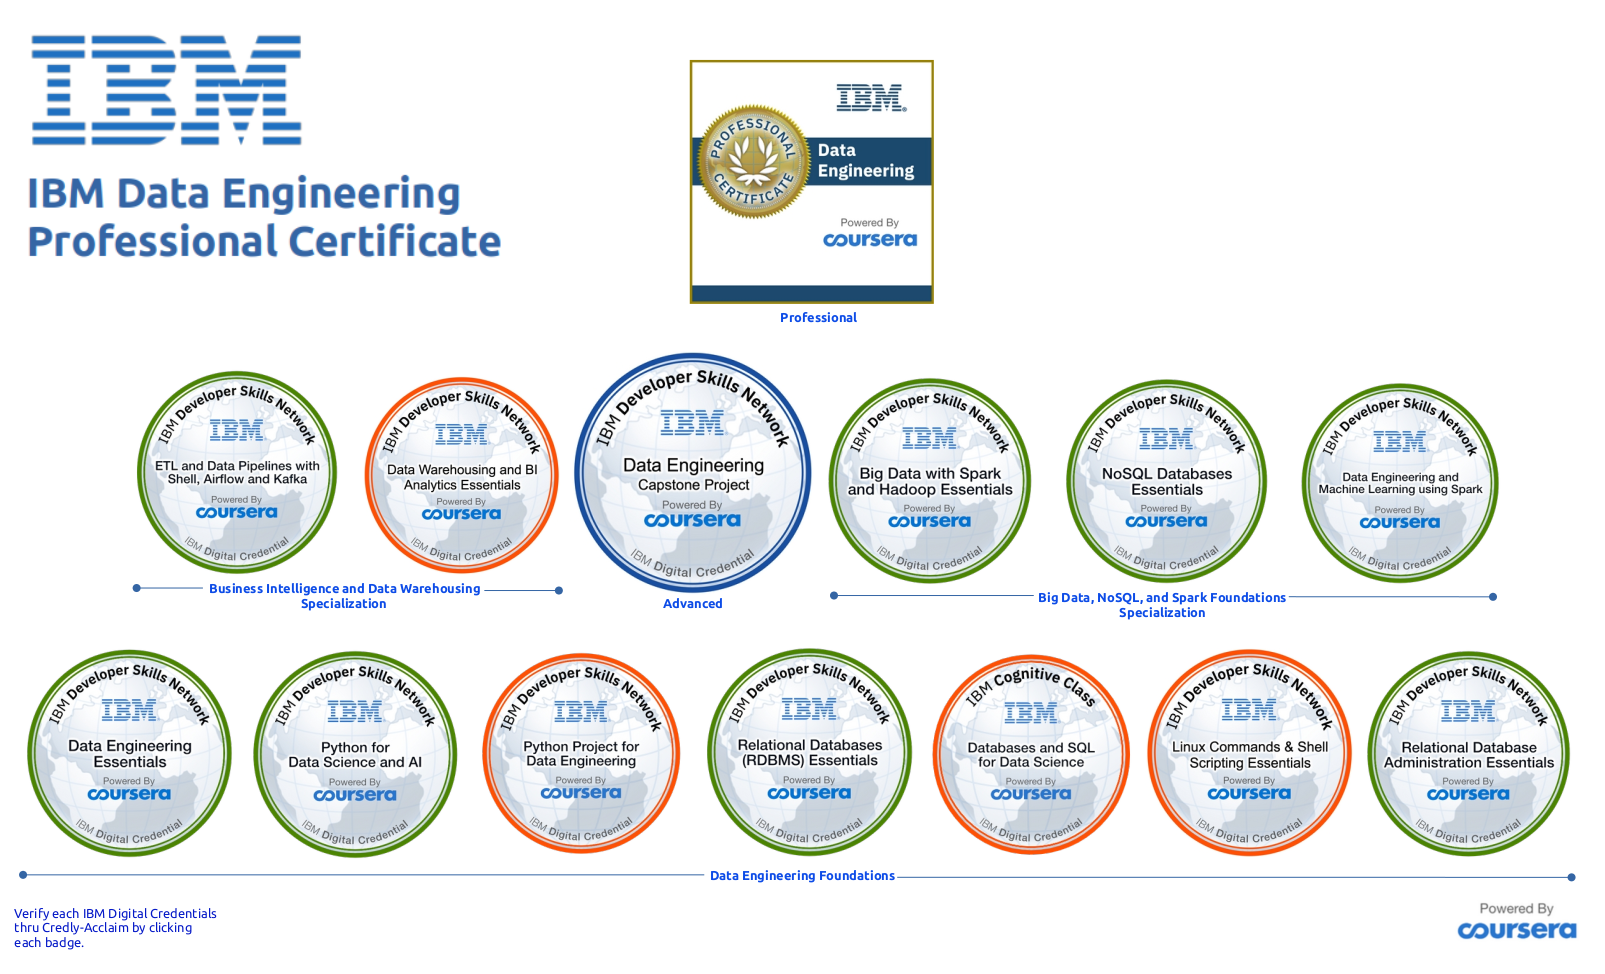 IBM
IBM Data Engineering
Professional Certificate
IBM®
PROFESSIONAL CERTIFICATE
Data
Engineering
Powered By
coursera
Professional
IBM Developer Skills Network
IBM
ETL and Data Pipelines with
Shell, Airflow and Kafka
Powered By
coursera
IBM Digital Credential
IBM Developer Skills Network
IBM
Data Warehousing and BI
Analytics Essentials
Powered By
coursera
IBM Digital Credential
Business Intelligence and Data Warehousing
Specialization
IBM Developer Skills Network
IBM
Data Engineering
Capstone Project
Powered By
coursera
IBM Digital Credential
Advanced
IBM Developer Skills Network
IBM
Big Data with Spark
and Hadoop Essentials
Powered By
coursera
IBM Digital Credential
IBM Developer Skills Network
IBM
NoSQL Databases
Essentials
Powered By
coursera
IBM Digital Credential
IBM Developer Skills Network
IBM
Data Engineering and
Machine Learning using Spark
Powered By
coursera
IBM Digital Credential
Big Data, NoSQL, and Spark Foundations
Specialization
IBM Developer Skills Network
IBM
Data Engineering
Essentials
Powered By
coursera
IBM Digital Credential
IBM Developer Skills Network
IBM
Python for
Data Science and AI
Powered By
coursera
IBM Digital Credential
IBM Developer Skills Network
IBM
Python Project for
Data Engineering
Powered By
coursera
IBM Digital Credential
IBM Developer Skills Network
IBM
Relational Databases
(RDBMS) Essentials
Powered By
coursera
IBM Digital Credential
IBM Cognitive Class
IBM
Databases and SQL
for Data Science
Powered By
coursera
IBM Digital Credential
IBM Developer Skills Network
IBM
Linux Commands & Shell
Scripting Essentials
Powered By
coursera
IBM Digital Credential
IBM Developer Skills Network
IBM
Relational Database
Administration Essentials
Powered By
coursera
IBM Digital Credential
Data Engineering Foundations
Verify each IBM Digital Credentials
thru Credly-Acclaim by clicking
each badge.
Powered By
coursera